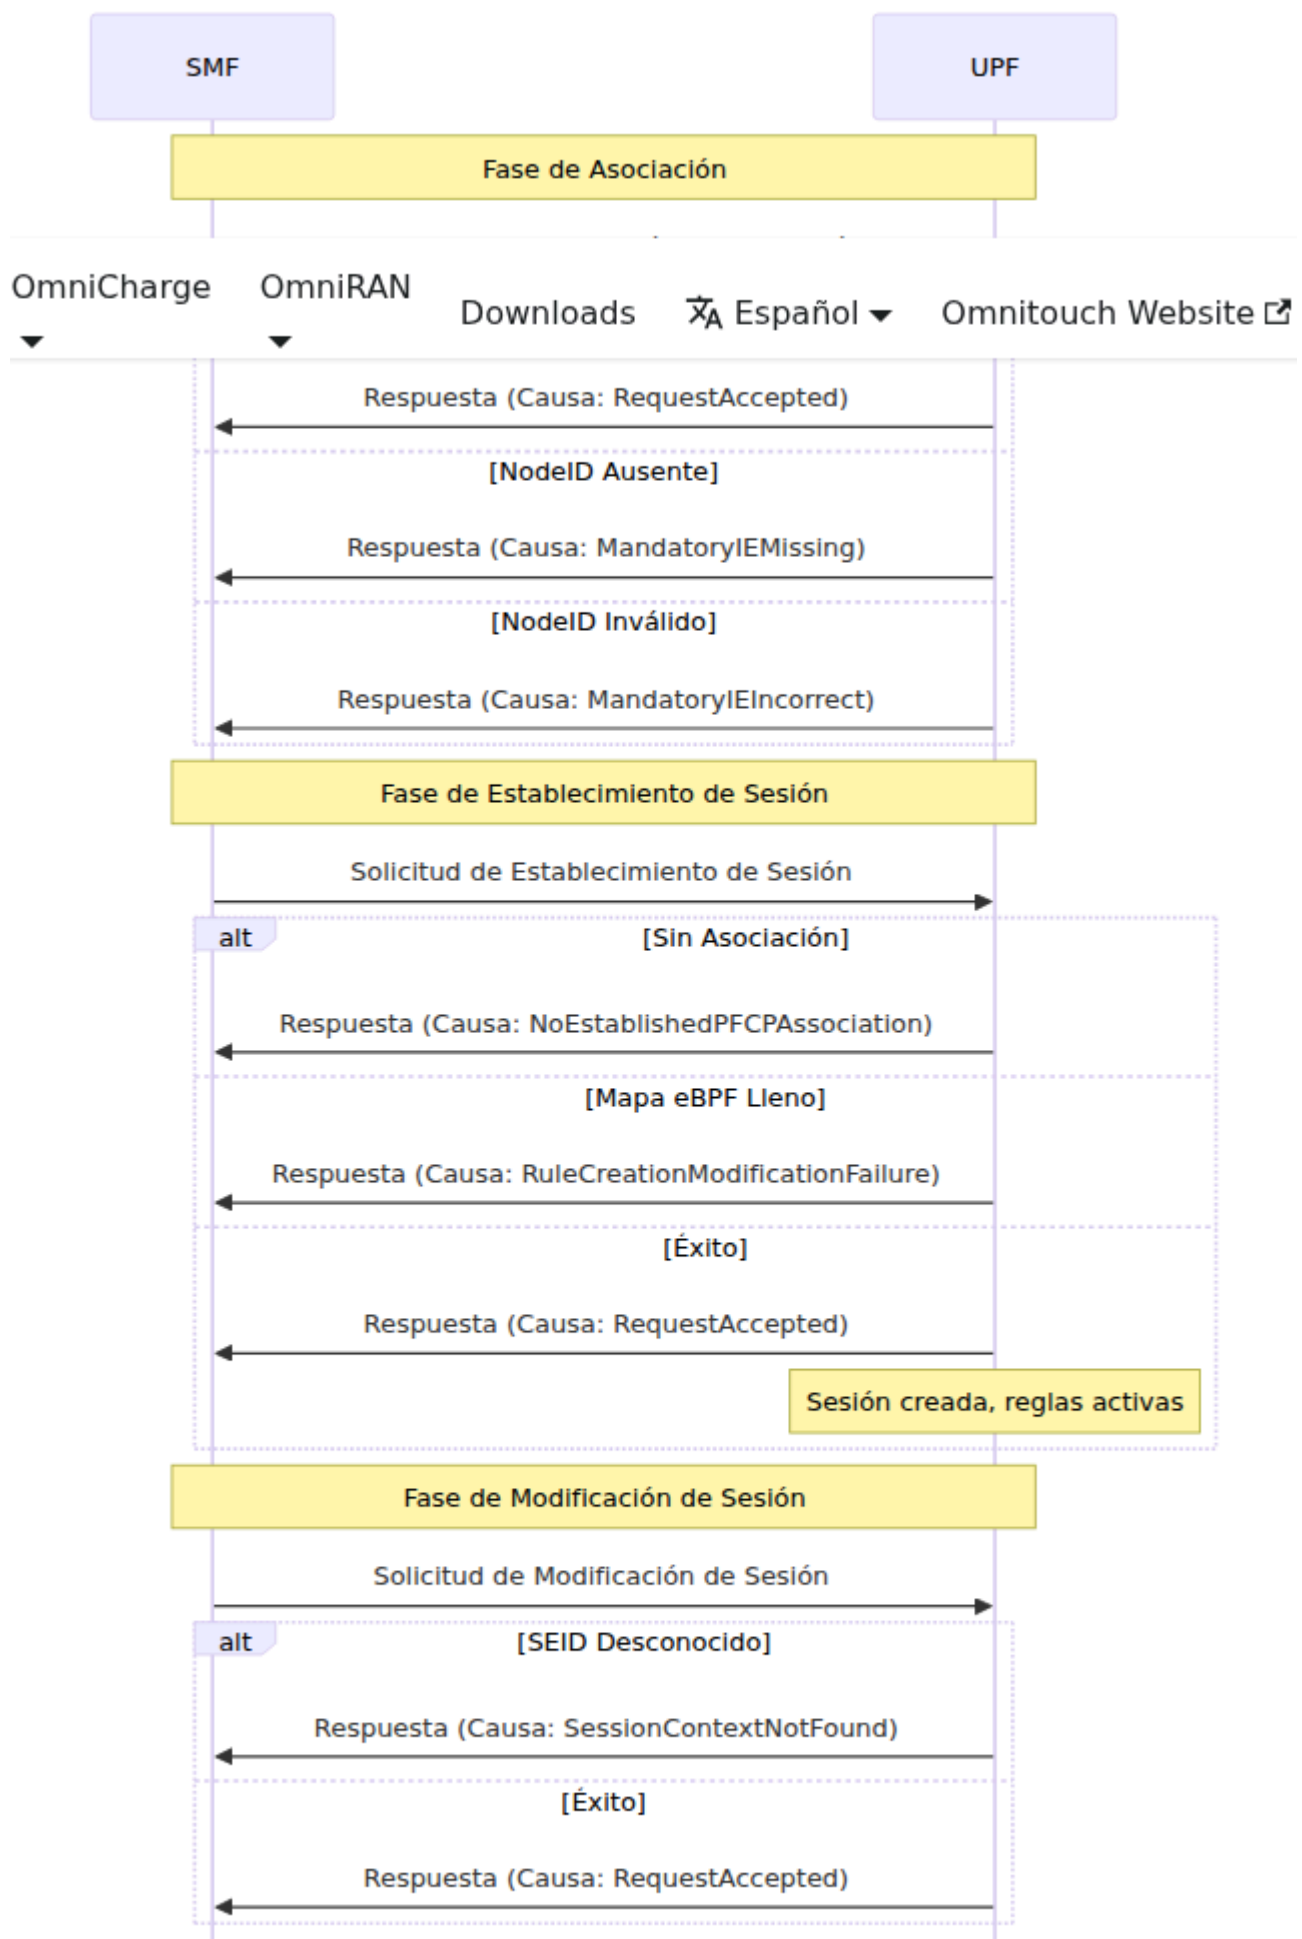 SMF
UPF
Fase de Asociación
OmniCharge
OmniRAN
Downloads
Español
Omnitouch Website
Respuesta (Causa: RequestAccepted)
[NodeID Ausente]
Respuesta (Causa: MandatoryIEMissing)
[NodeID Inválido]
Respuesta (Causa: MandatoryIEIncorrect)
Fase de Establecimiento de Sesión
Solicitud de Establecimiento de Sesión
alt
[Sin Asociación]
Respuesta (Causa: NoEstablishedPFCPAssociation)
[Mapa eBPF Lleno]
Respuesta (Causa: RuleCreationModificationFailure)
[Éxito]
Respuesta (Causa: RequestAccepted)
Sesión creada, reglas activas
Fase de Modificación de Sesión
Solicitud de Modificación de Sesión
alt
[SEID Desconocido]
Respuesta (Causa: SessionContextNotFound)
[Éxito]
Respuesta (Causa: RequestAccepted)